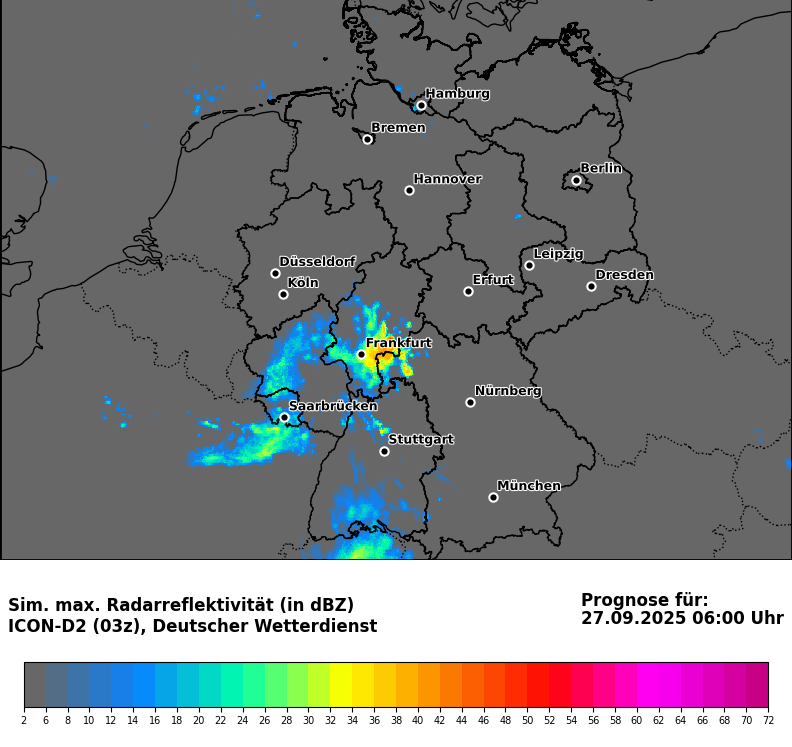 Hamburg
Bremen
Berlin
Hannover
Leipzig
Düsseldorf
Dresden
Köln
Erfurt
Frankfurt
Nürnberg
Saarbrücken
Stuttgart
München
Sim. max. Radarreflektivität (in dBZ)
ICON-D2 (03z), Deutscher Wetterdienst
Prognose für:
27.09.2025 06:00 Uhr
2 6 8 10 12 14 16 18 20 22 24 26 28 30 32 34 36 38 40 42 44 46 48 50 52 54 56 58 60 62 64 66 68 70 72